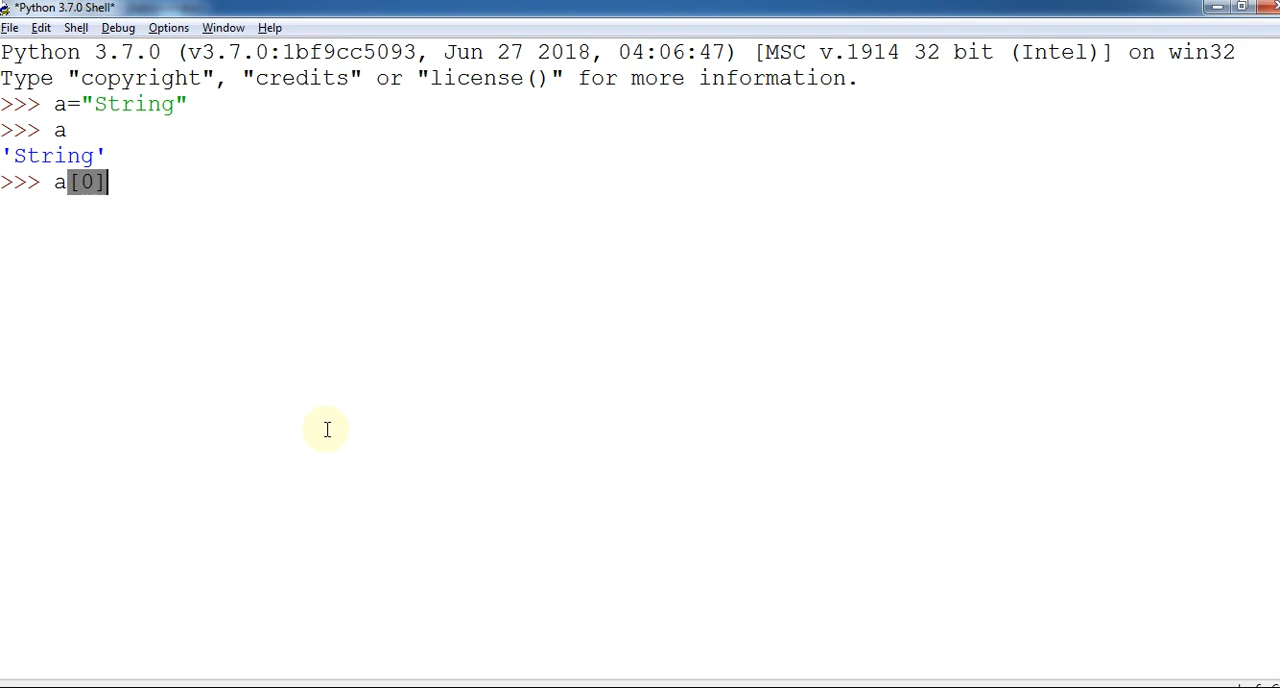 *Python 3.7.0 Shell*
File Edit Shell Debug Options Window Help
Python 3.7.0 (v3.7.0:1bf9cc5093, Jun 27 2018, 04:06:47) [MSC v.1914 32 bit (Intel)] on win32
Type "copyright", "credits" or "license()" for more information.
>>> a="String"
>>> a
'String'
>>> a[0]